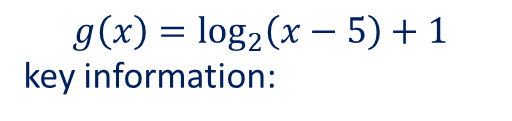 g(x) = log₂(x − 5) + 1
key information: